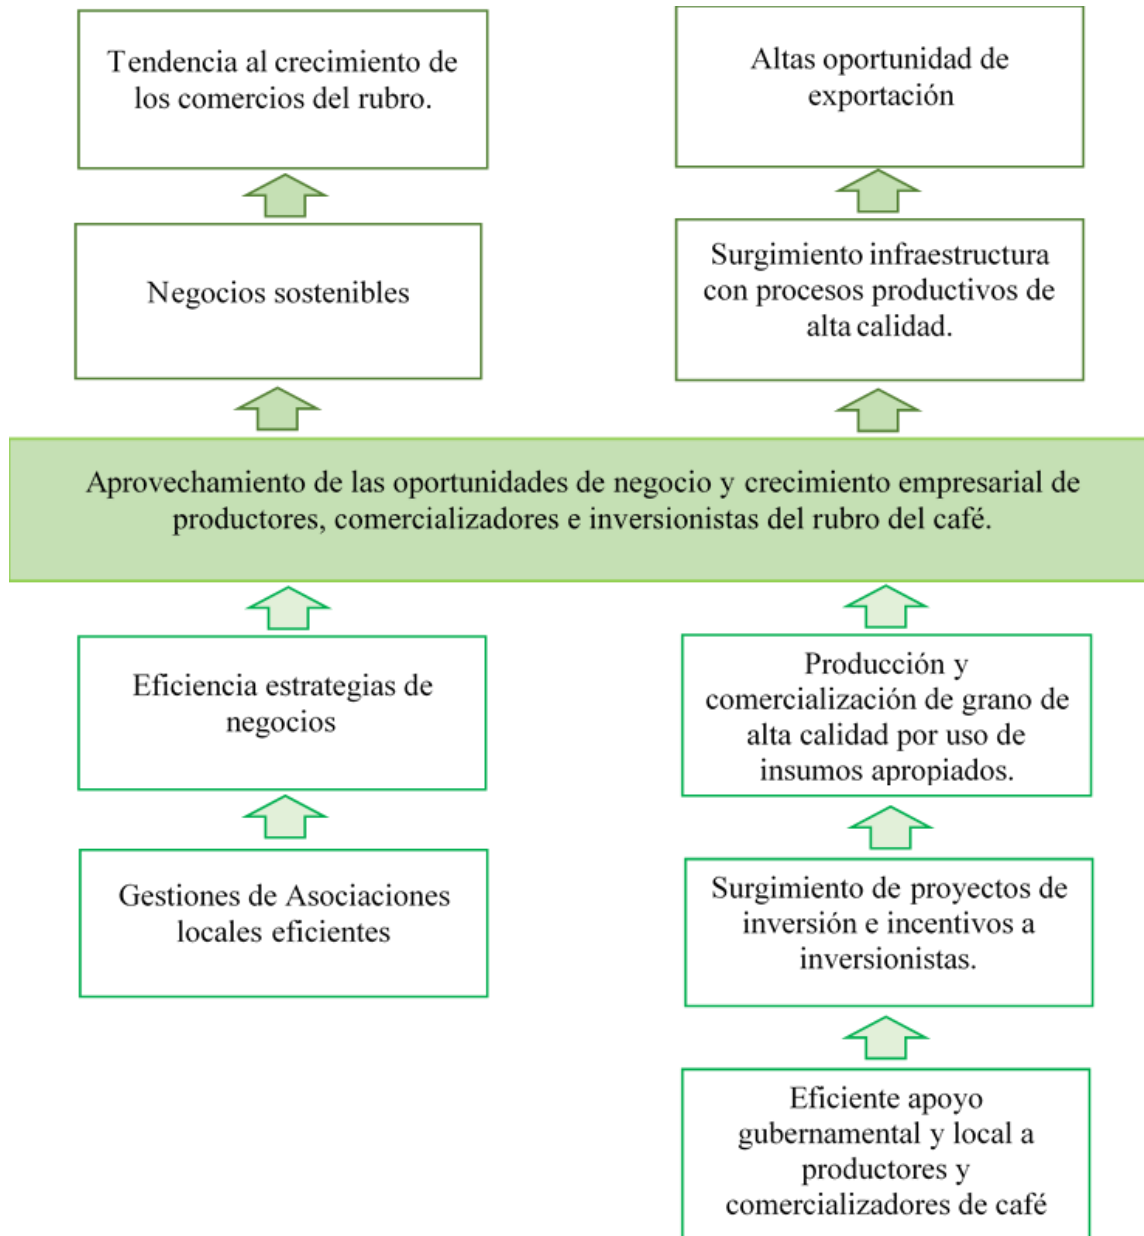 Tendencia al crecimiento de
los comercios del rubro.
Altas oportunidad de
exportación
Negocios sostenibles
Surgimiento infraestructura
con procesos productivos de
alta calidad.
Aprovechamiento de las oportunidades de negocio y crecimiento empresarial de
productores, comercializadores e inversionistas del rubro del café.
Eficiencia estrategias de
negocios
Producción y
comercialización de grano de
alta calidad por uso de
insumos apropiados.
Gestiones de Asociaciones
locales eficientes
Surgimiento de proyectos de
inversión e incentivos a
inversionistas.
Eficiente apoyo
gubernamental y local a
productores y
comercializadores de café